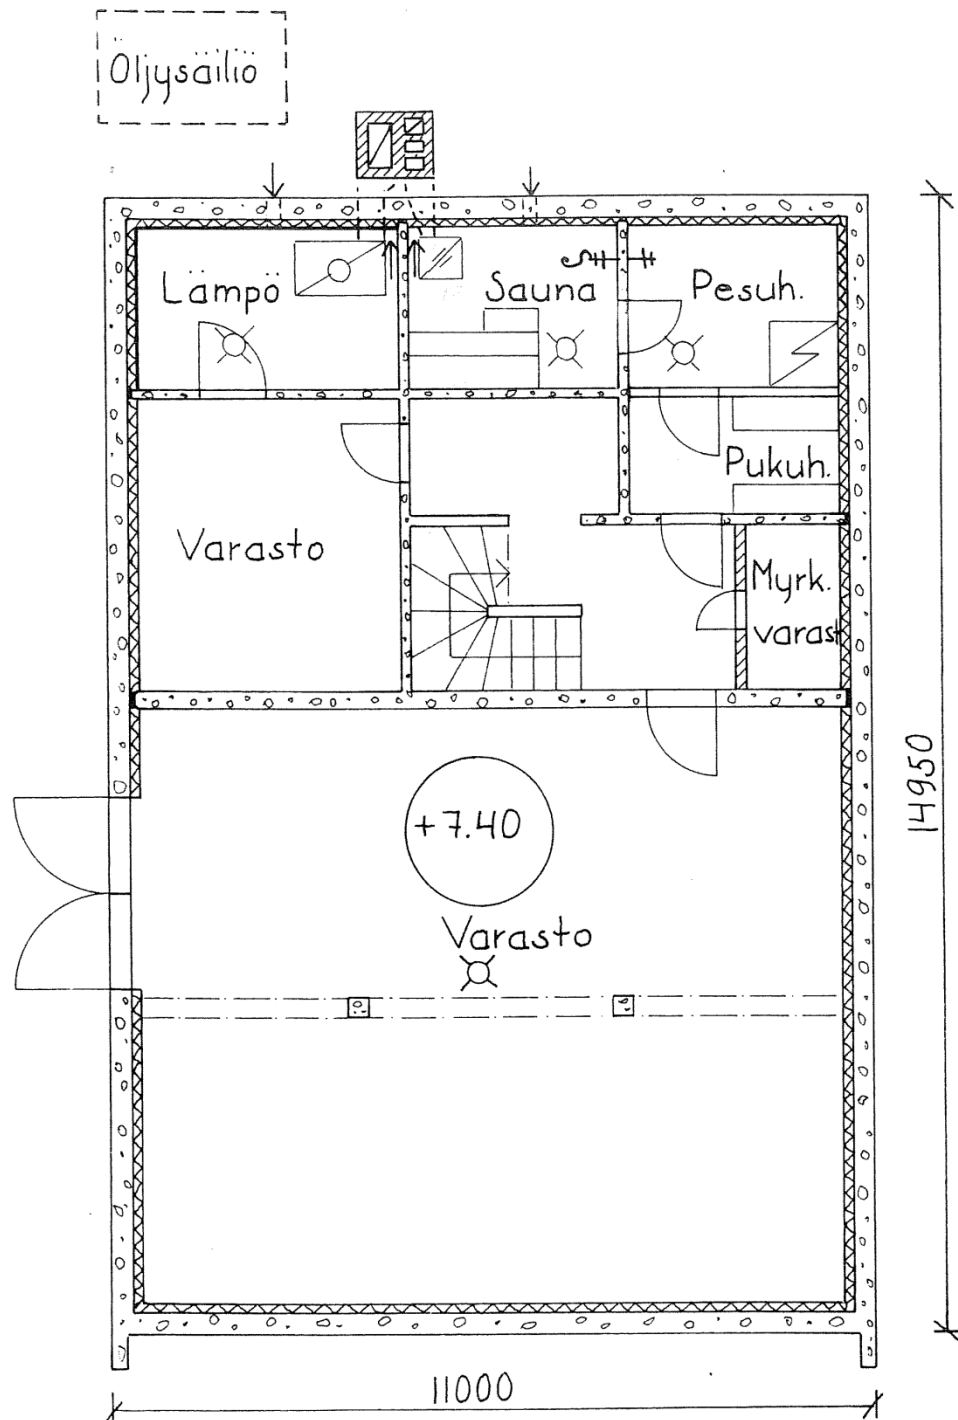 Öljysäiliö
Lämpö
Sauna
Pesuh.
Pukuh.
Varasto
Myrk.
varast
+7.40
Varasto
14950
11000